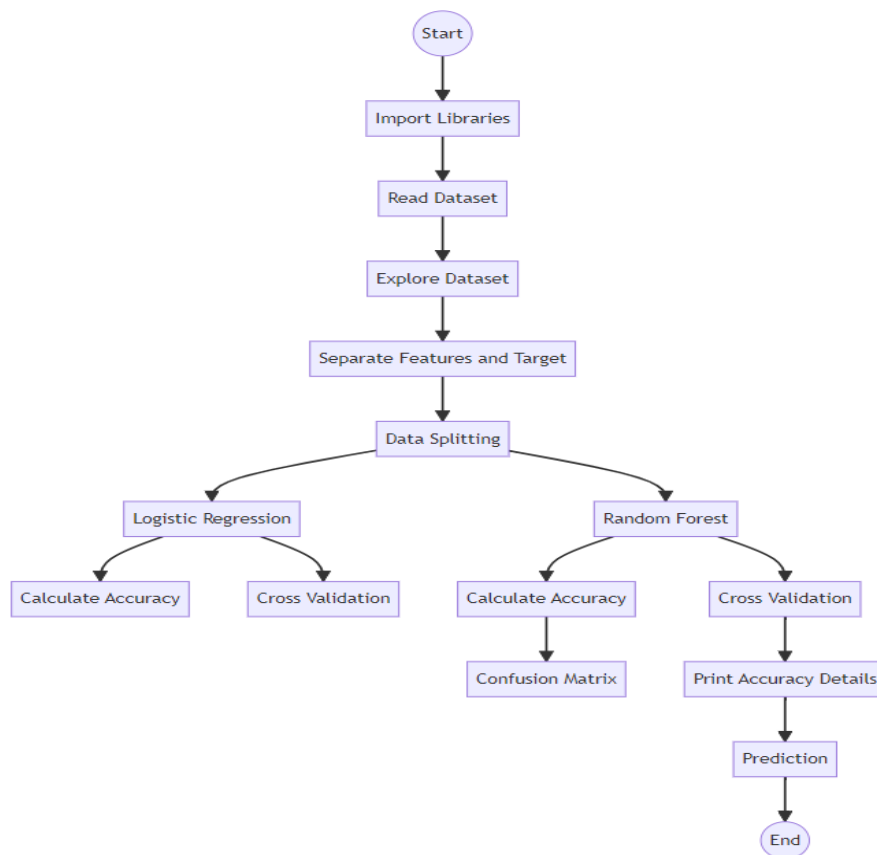 Start
Import Libraries
Read Dataset
Explore Dataset
Separate Features and Target
Data Splitting
Logistic Regression
Random Forest
Calculate Accuracy
Cross Validation
Calculate Accuracy
Cross Validation
Confusion Matrix
Print Accuracy Details
Prediction
End